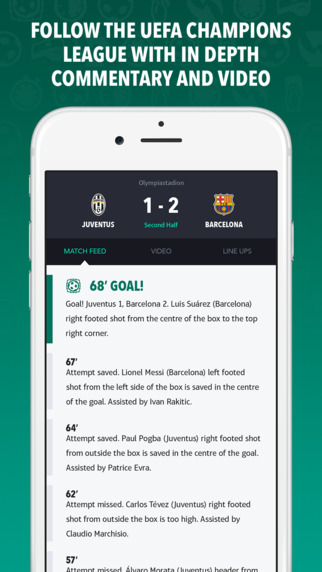 FOLLOW THE UEFA CHAMPIONS
LEAGUE WITH IN DEPTH
COMMENTARY AND VIDEO
Olympiastadion
1 - 2
JUVENTUS
Second Half
BARCELONA
MATCH FEED
VIDEO
LINE UPS
68' GOAL!
Goal! Juventus 1, Barcelona 2. Luis Suárez (Barcelona)
right footed shot from the centre of the box to the top
right corner.
67'
Attempt saved. Lionel Messi (Barcelona) left footed
shot from the left side of the box is saved in the centre
of the goal. Assisted by Ivan Rakitic.
64'
Attempt saved. Paul Pogba (Juventus) right footed shot
from outside the box is saved in the centre of the goal.
Assisted by Patrice Evra.
62'
Attempt missed. Carlos Tévez (Juventus) right footed
shot from outside the box is too high. Assisted by
Claudio Marchisio.
57'
Attempt missed. Álvaro Morata (Juventus) header from